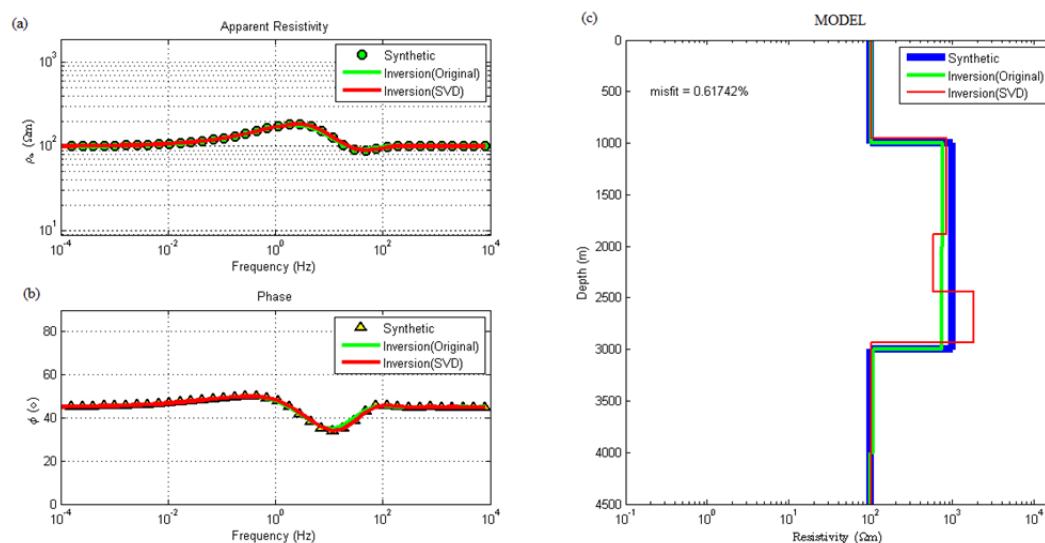 (a)
Apparent Resistivity
Synthetic
Inversion(Original)
Inversion(SVD)
ρₐ (Ωm)
10³
10²
10¹
10⁻⁴
10⁻²
10⁰
10²
10⁴
Frequency (Hz)
(b)
Phase
Synthetic
Inversion(Original)
Inversion(SVD)
ϕ (o)
80
60
40
20
0
10⁻⁴
10⁻²
10⁰
10²
10⁴
Frequency (Hz)
(c)
MODEL
Synthetic
Inversion(Original)
Inversion(SVD)
misfit = 0.61742%
Depth (m)
0
500
1000
1500
2000
2500
3000
3500
4000
4500
10⁻¹
10⁰
10¹
10²
10³
10⁴
Resistivity (Ωm)